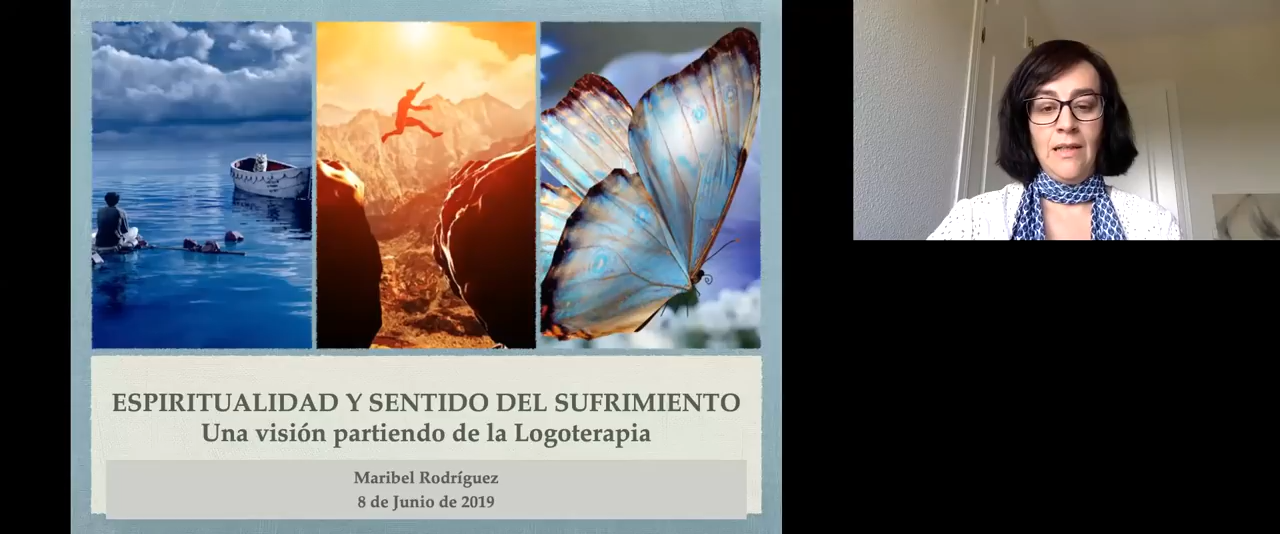 ESPIRITUALIDAD Y SENTIDO DEL SUFRIMIENTO
Una visión partiendo de la Logoterapia
Maribel Rodríguez
8 de Junio de 2019